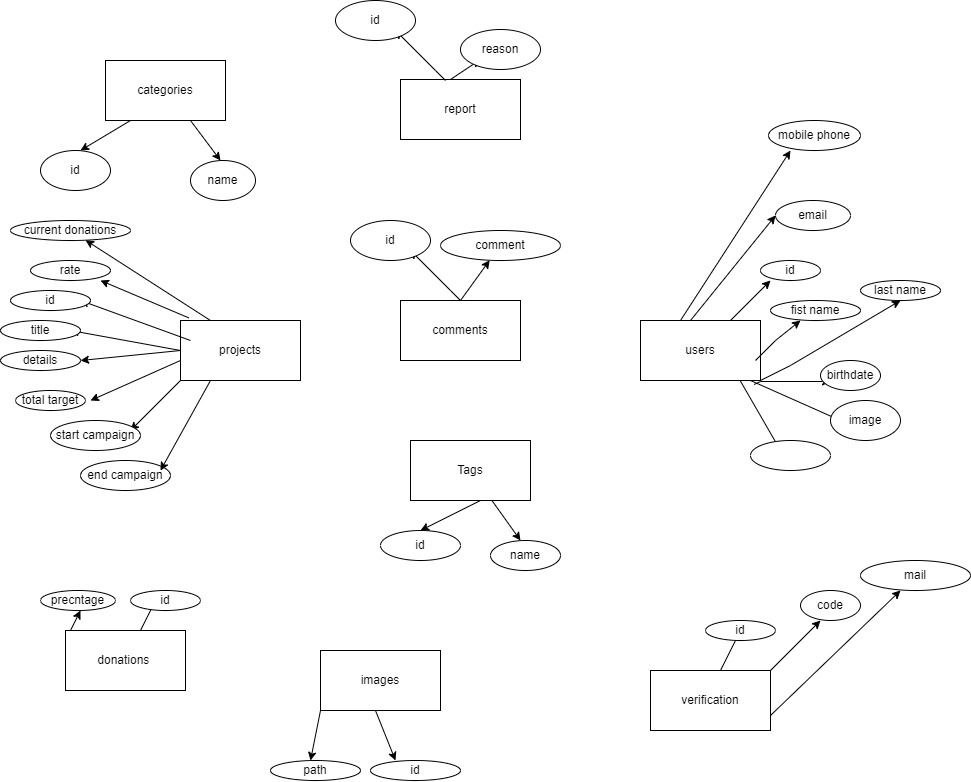 id
reason
categories
report
mobile phone
id
name
email
current donations
id
comment
rate
id
last name
id
fist name
title
comments
projects
users
details
birthdate
total target
image
start campaign
end campaign
Tags
id
name
mail
precntage
id
code
id
donations
images
verification
path
id